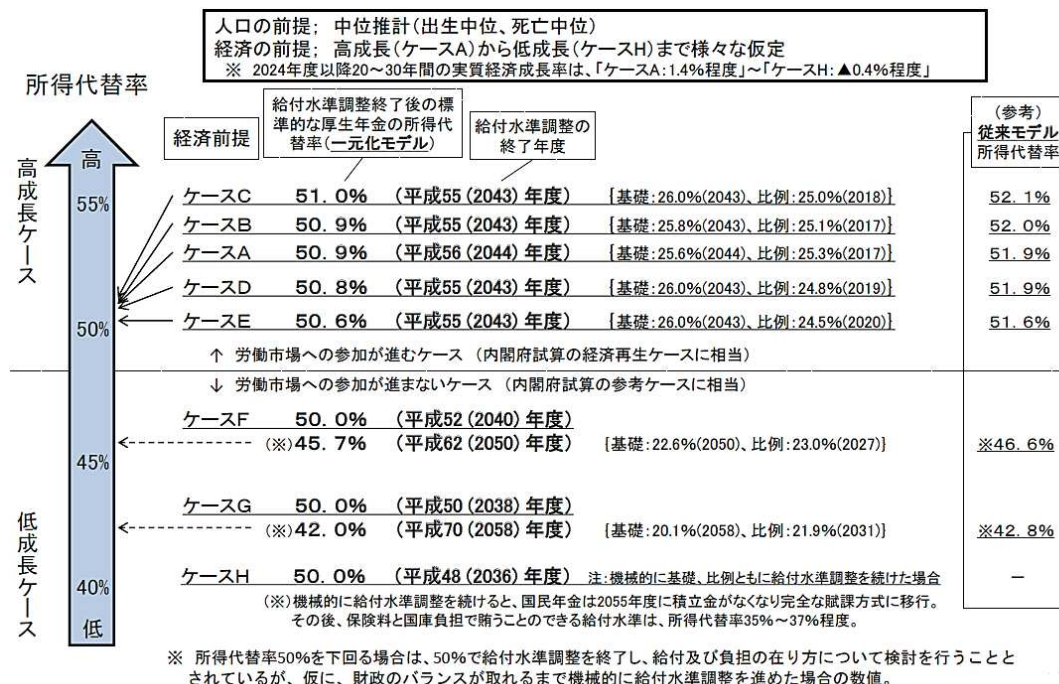 人口の前提; 中位推計(出生中位、死亡中位)
経済の前提; 高成長(ケースA)から低成長(ケースH)まで様々な仮定
※ 2024年度以降20~30年間の実質経済成長率は、「ケースA:1.4%程度」~「ケースH:▲0.4%程度」
所得代替率
経済前提
給付水準調整終了後の標
準的な厚生年金の所得代
替率(一元化モデル)
給付水準調整の
終了年度
(参考)
従来モデル
所得代替率
高
55%
50%
45%
40%
低
高成長ケース
低成長ケース
ケースC 51.0% (平成55(2043)年度) {基礎:26.0%(2043)、比例:25.0%(2018)} 52.1%
ケースB 50.9% (平成55(2043)年度) {基礎:25.8%(2043)、比例:25.1%(2017)} 52.0%
ケースA 50.9% (平成56(2044)年度) {基礎:25.6%(2044)、比例:25.3%(2017)} 51.9%
ケースD 50.8% (平成55(2043)年度) {基礎:26.0%(2043)、比例:24.8%(2019)} 51.9%
ケースE 50.6% (平成55(2043)年度) {基礎:26.0%(2043)、比例:24.5%(2020)} 51.6%
↑ 労働市場への参加が進むケース (内閣府試算の経済再生ケースに相当)
↓ 労働市場への参加が進まないケース (内閣府試算の参考ケースに相当)
ケースF 50.0% (平成52(2040)年度)
(※)45.7% (平成62(2050)年度) {基礎:22.6%(2050)、比例:23.0%(2027)} ※46.6%
ケースG 50.0% (平成50(2038)年度)
(※)42.0% (平成70(2058)年度) {基礎:20.1%(2058)、比例:21.9%(2031)} ※42.8%
ケースH 50.0% (平成48(2036)年度) 注:機械的に基礎、比例ともに給付水準調整を続けた場合 −
(※)機械的に給付水準調整を続けると、国民年金は2055年度に積立金がなくなり完全な賦課方式に移行。
その後、保険料と国庫負担で賄うことのできる給付水準は、所得代替率35%~37%程度。
※ 所得代替率50%を下回る場合は、50%で給付水準調整を終了し、給付及び負担の在り方について検討を行うことと
されているが、仮に、財政のバランスが取れるまで機械的に給付水準調整を進めた場合の数値。